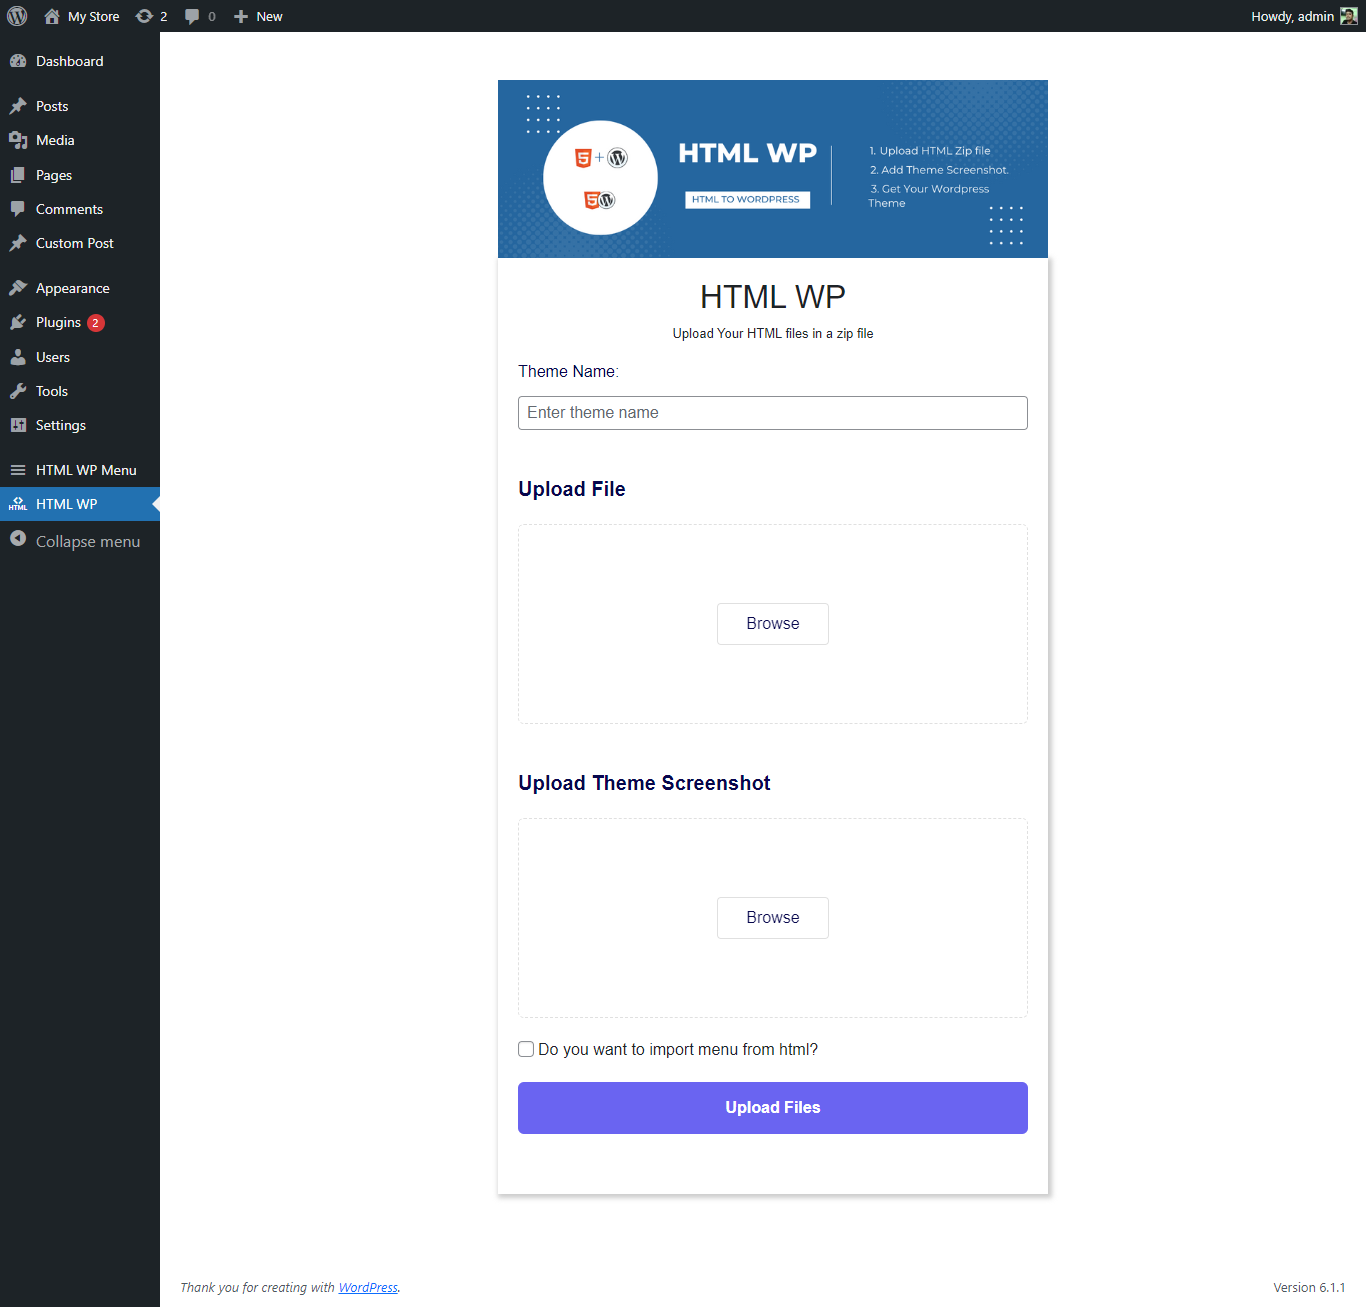 My Store
2
0
New
Howdy, admin
Dashboard
Posts
Media
Pages
Comments
Custom Post
Appearance
Plugins 2
Users
Tools
Settings
HTML WP Menu
HTML HTML WP
Collapse menu
5 +
5
HTML WP
HTML TO WORDPRESS
1. Upload HTML Zip file
2. Add Theme Screenshot.
3. Get Your Wordpress
Theme
HTML WP
Upload Your HTML files in a zip file
Theme Name:
Enter theme name
Upload File
Browse
Upload Theme Screenshot
Browse
Do you want to import menu from html?
Upload Files
Thank you for creating with WordPress.
Version 6.1.1